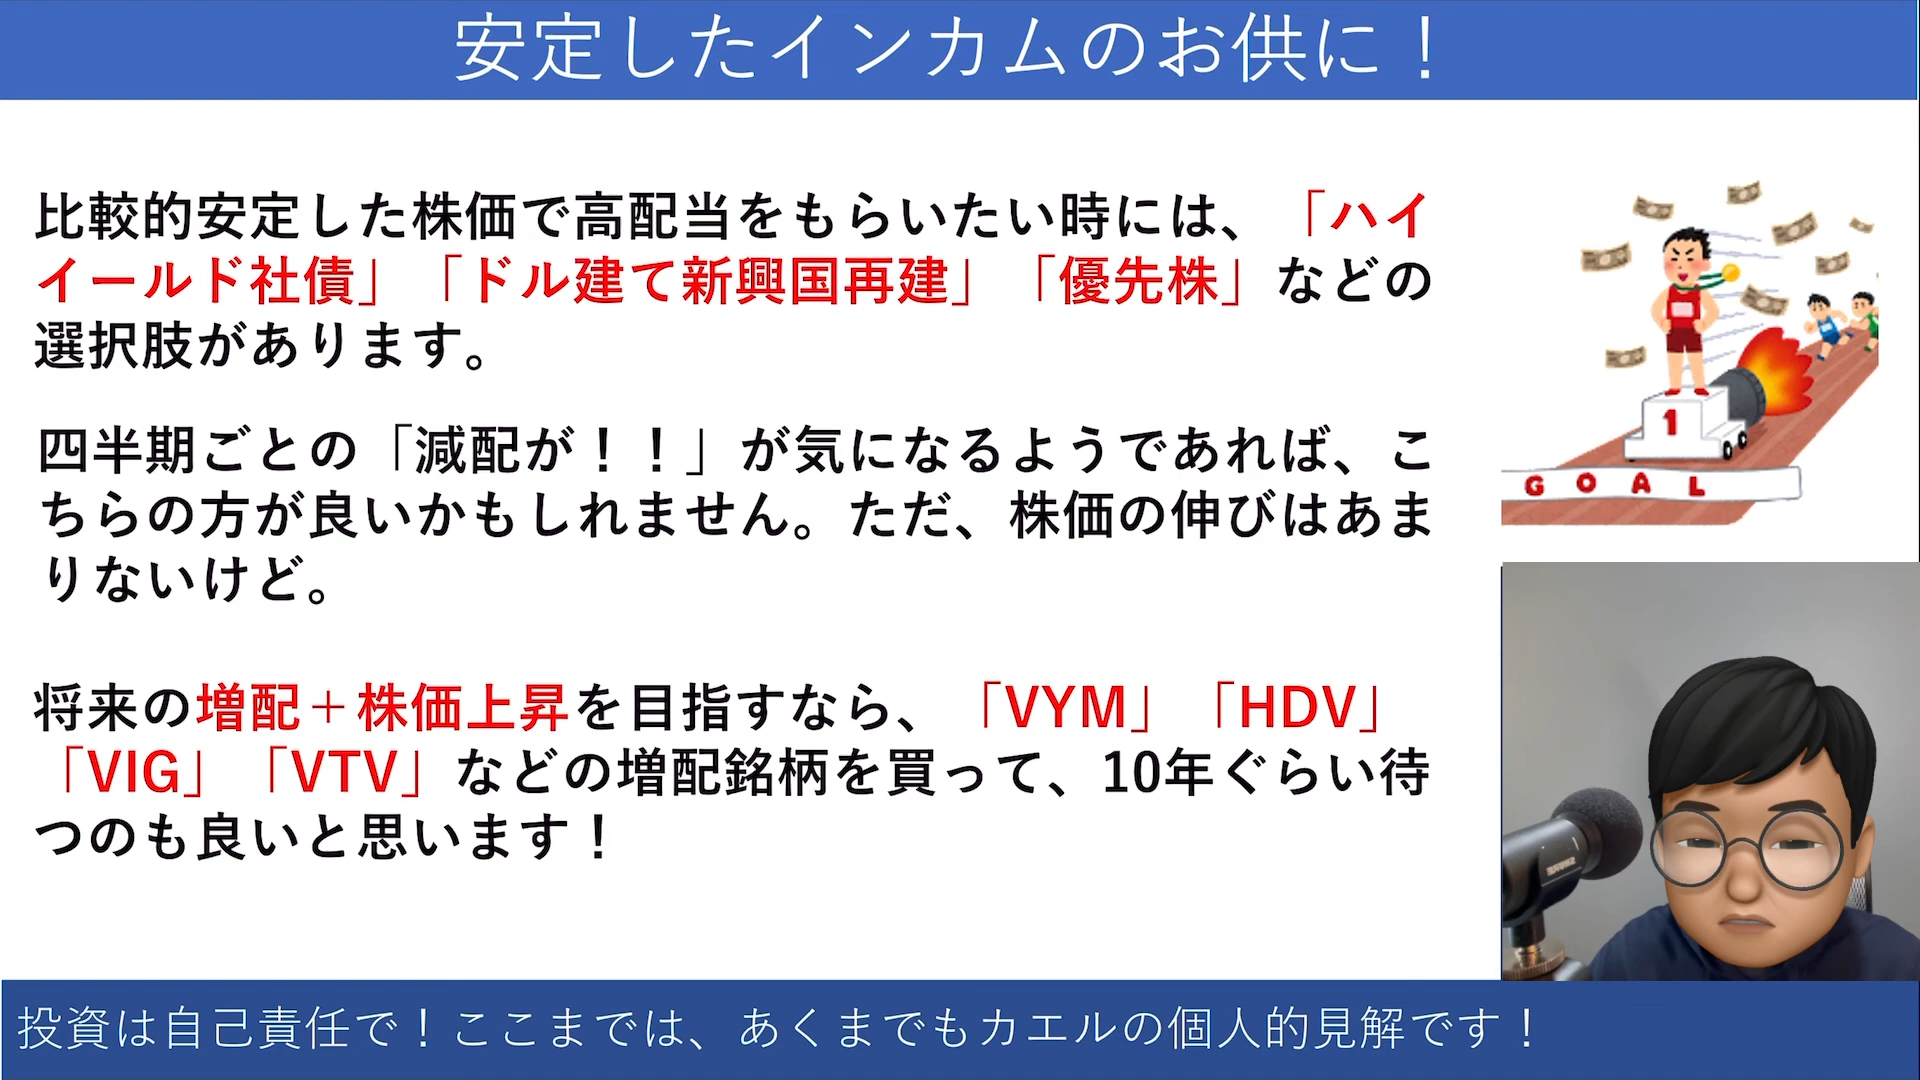 安定したインカムのお供に！
比較的安定した株価で高配当をもらいたい時には、「ハイ
イールド社債」「ドル建て新興国再建」「優先株」などの
選択肢があります。
四半期ごとの「減配が！！」が気になるようであれば、こ
ちらの方が良いかもしれません。ただ、株価の伸びはあま
りないけど。
将来の増配＋株価上昇を目指すなら、「VYM」「HDV」
「VIG」「VTV」などの増配銘柄を買って、10年ぐらい待
つのも良いと思います！
1
GOAL
投資は自己責任で！ここまでは、あくまでもカエルの個人的見解です！